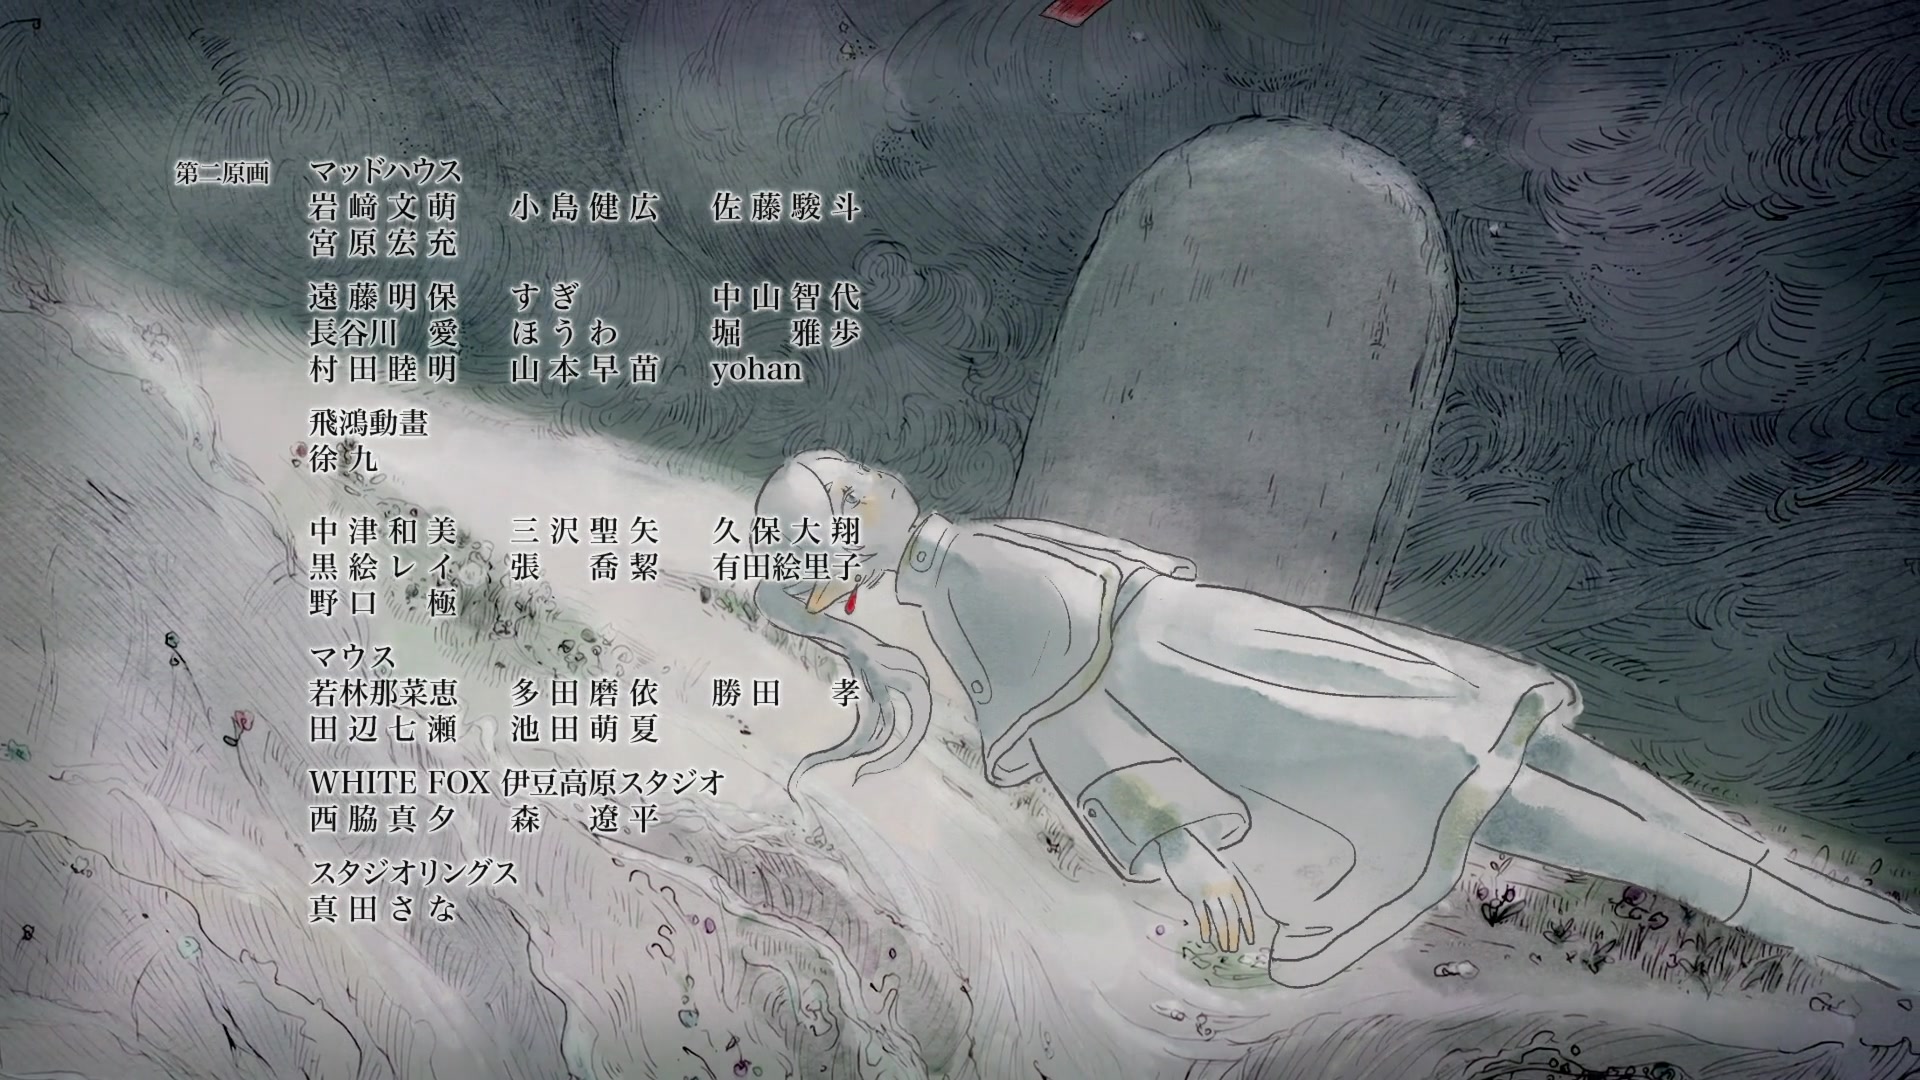 第二原画 マッドハウス
岩﨑文萌 小島健広 佐藤駿斗
宮原宏充
遠藤明保 すぎ 中山智代
長谷川 愛 ほうわ 堀 雅歩
村田睦明 山本早苗 yohan
飛鴻動畫
徐九
中津和美 三沢聖矢 久保大翔
黒絵レイ 張 喬絜 有田絵里子
野口 極
マウス
若林那菜恵 多田磨依 勝田 孝
田辺七瀬 池田萌夏
WHITE FOX 伊豆高原スタジオ
西脇真夕 森 遼平
スタジオリングス
真田さな